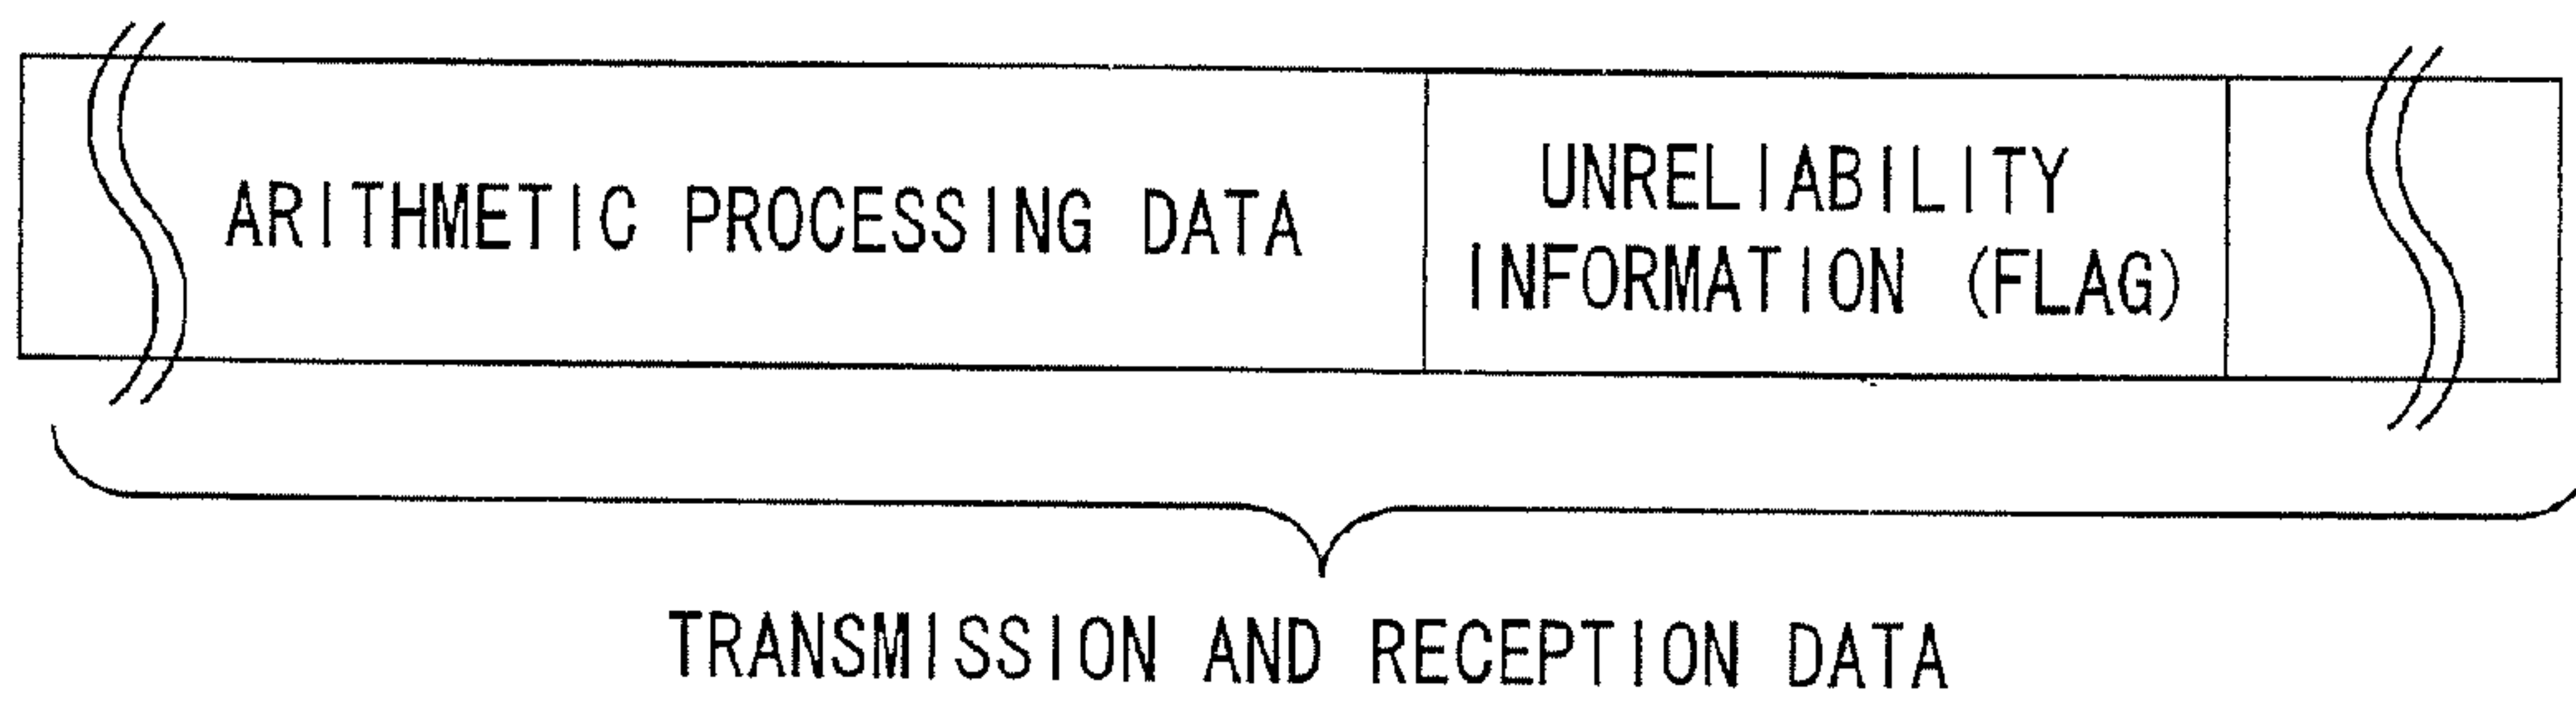 ARITHMETIC PROCESSING DATA
UNRELIABILITY
INFORMATION (FLAG)
TRANSMISSION AND RECEPTION DATA